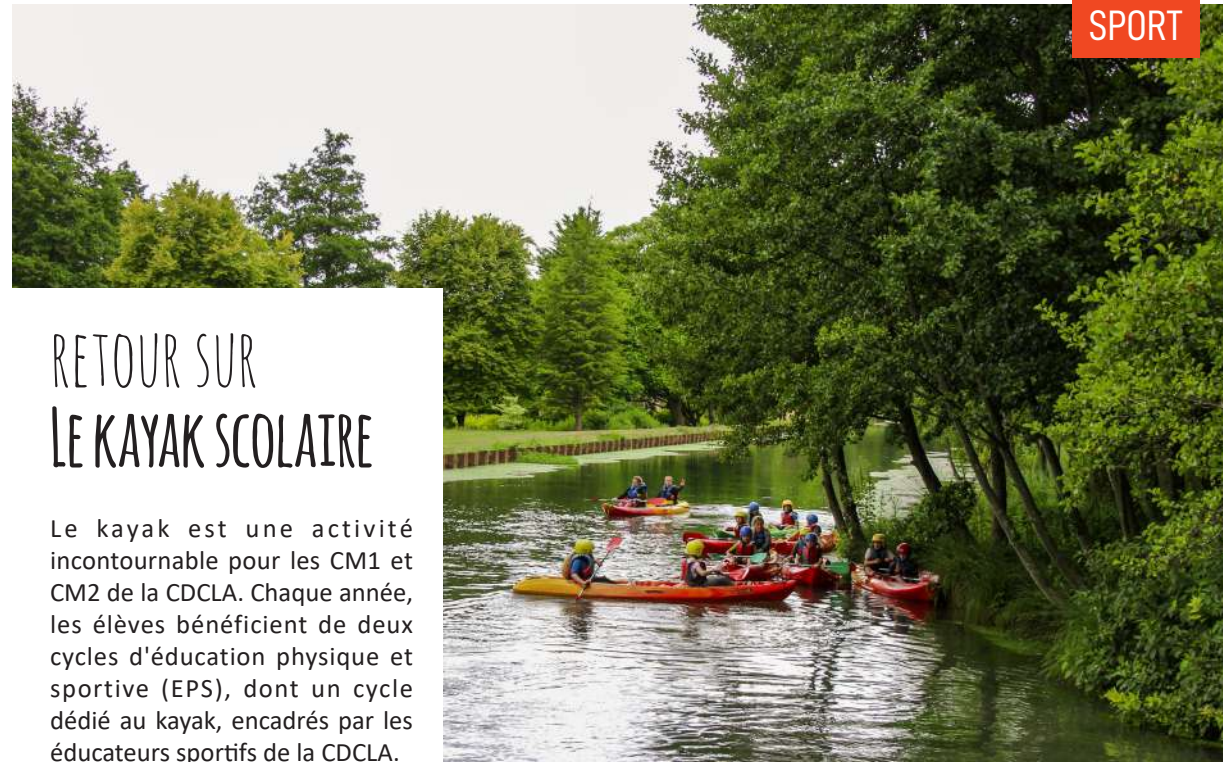 SPORT
RETOUR SUR
LE KAYAK SCOLAIRE
Le kayak est une activité
incontournable pour les CM1 et
CM2 de la CDCLA. Chaque année,
les élèves bénéficient de deux
cycles d'éducation physique et
sportive (EPS), dont un cycle
dédié au kayak, encadrés par les
éducateurs sportifs de la CDCLA.